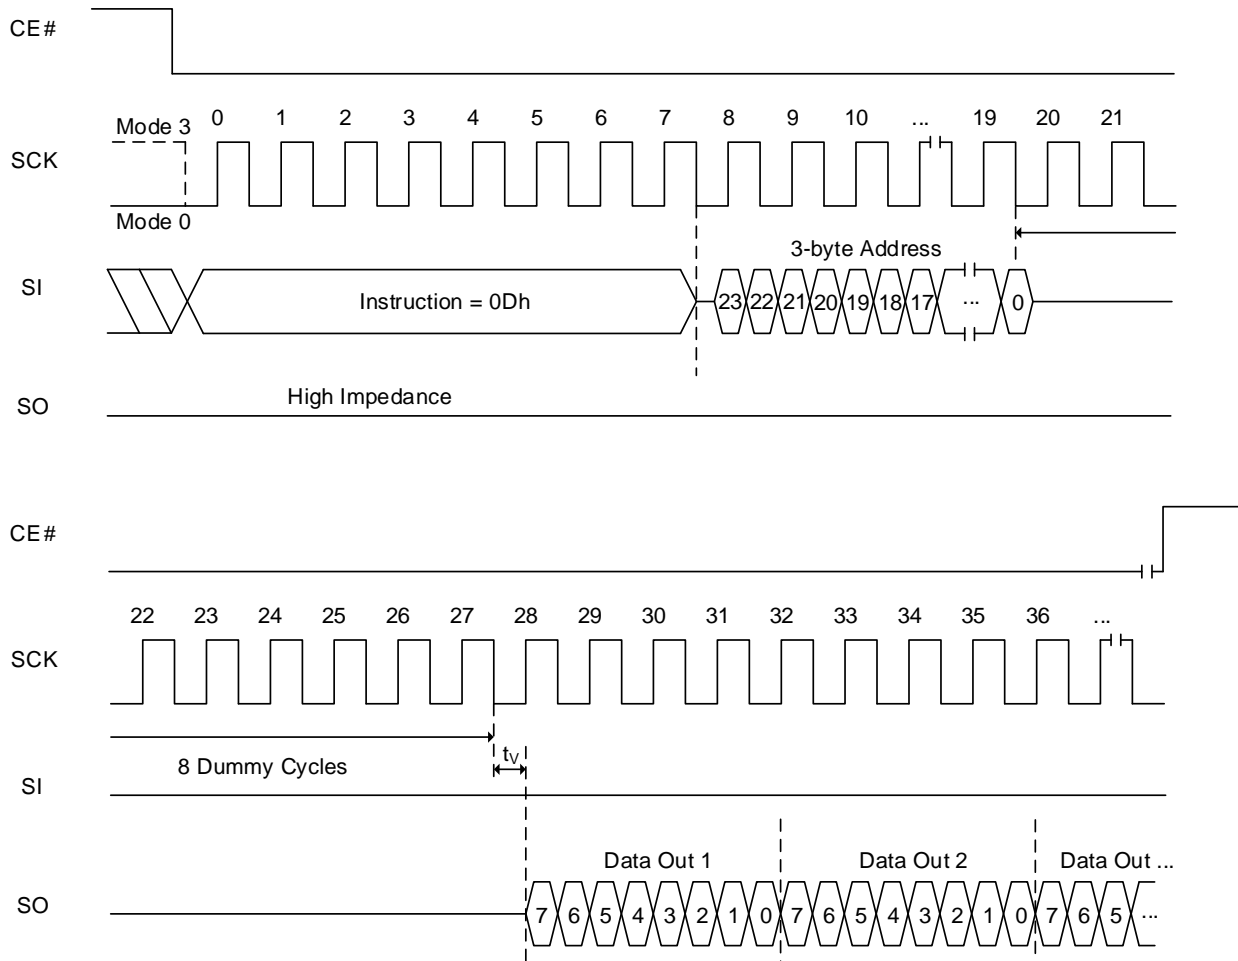 CE#
0 1 2 3 4 5 6 7 8 9 10 ... 19 20 21
Mode 3
SCK
Mode 0
3-byte Address
SI
Instruction = 0Dh
23 22 21 20 19 18 17 ... 0
High Impedance
SO
CE#
22 23 24 25 26 27 28 29 30 31 32 33 34 35 36 ...
SCK
8 Dummy Cycles
tV
SI
Data Out 1 Data Out 2 Data Out ...
SO
7 6 5 4 3 2 1 0 7 6 5 4 3 2 1 0 7 6 5 ...